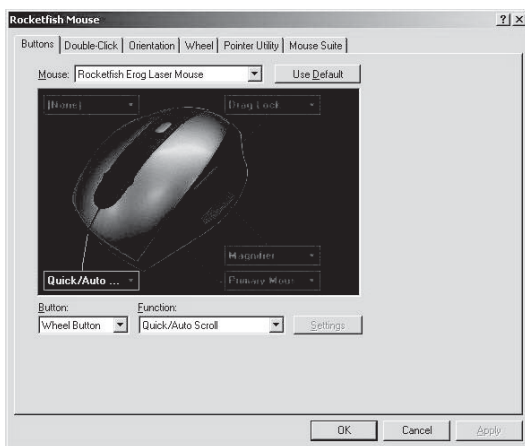 Rocketfish Mouse
Buttons Double-Click Orientation Wheel Pointer Utility Mouse Suite
Mouse: Rocketfish Erog Laser Mouse Use Default
[None] Drag Lock
Magnifier
Quick/Auto ... Primary Mou
Button: Function:
Wheel Button Quick/Auto Scroll Settings
OK Cancel Apply